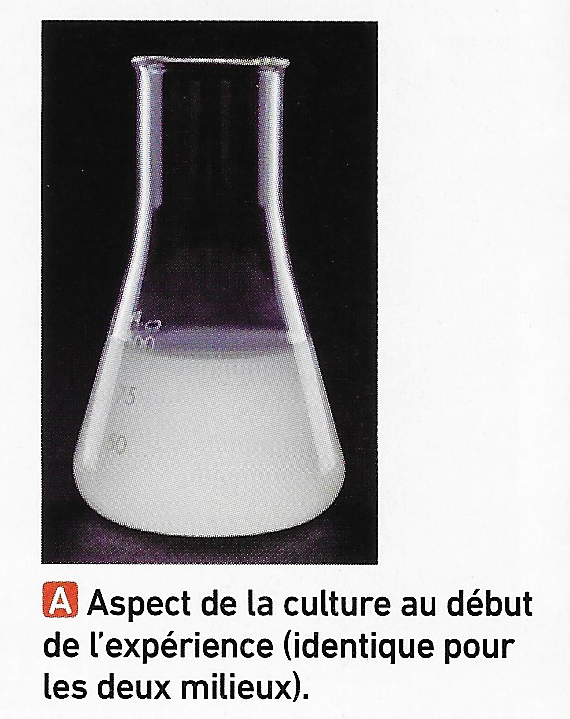 A Aspect de la culture au début
de l'expérience (identique pour
les deux milieux).